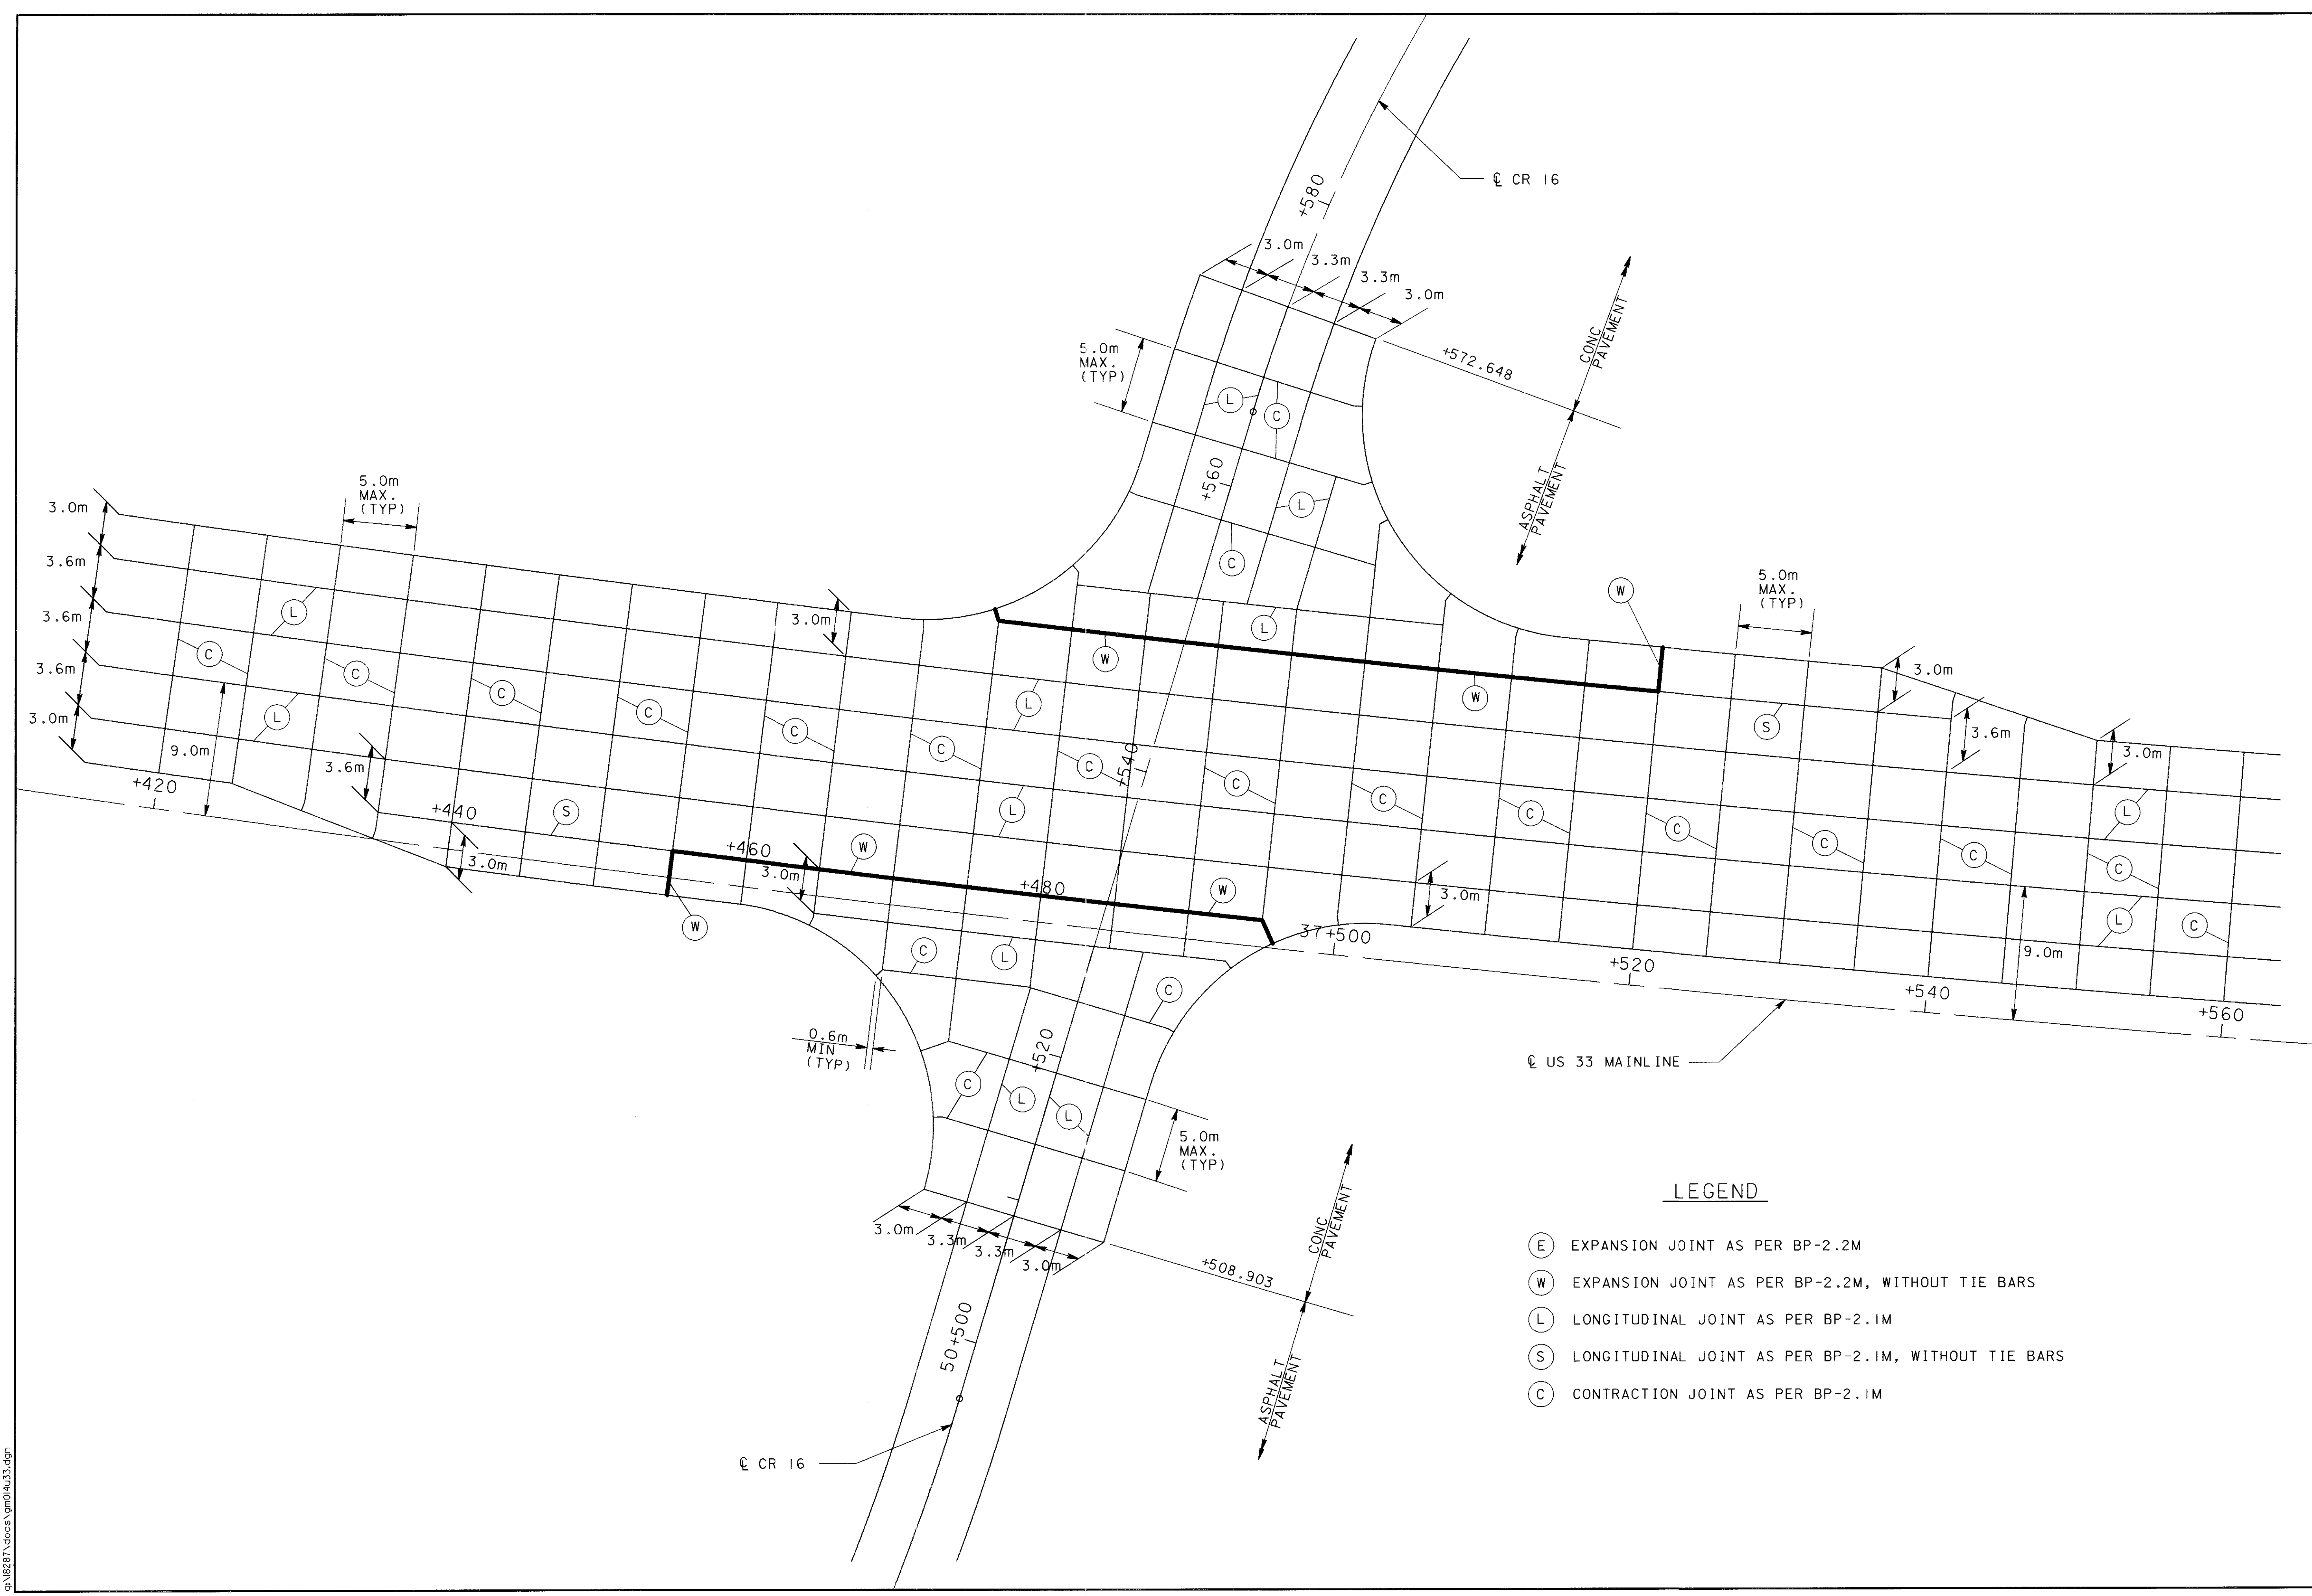 +580
℄ CR 16
3.0m
3.3m
3.3m
3.0m
5.0m
MAX.
(TYP)
+572.648
CONC
PAVEMENT
ASPHALT
PAVEMENT
L
C
+560
L
C
5.0m
MAX.
(TYP)
3.0m
3.6m
3.6m
3.6m
3.0m
L
C
C
L
9.0m
3.6m
+420
+440
S
C
C
C
3.0m
C
W
L
L
W
W
5.0m
MAX.
(TYP)
S
3.0m
3.6m
3.0m
C
+540
C
C
C
C
C
C
C
L
L
C
L
9.0m
3.0m
+460
3.0m
W
+480
W
W
3.0m
37+500
+520
+540
+560
C
L
C
0.6m
MIN
(TYP)
+520
C
L
L
℄ US 33 MAINLINE
5.0m
MAX.
(TYP)
3.0m
3.3m
3.3m
3.0m
+508.903
CONC
PAVEMENT
ASPHALT
PAVEMENT
50+500
℄ CR 16
LEGEND
E EXPANSION JOINT AS PER BP-2.2M
W EXPANSION JOINT AS PER BP-2.2M, WITHOUT TIE BARS
L LONGITUDINAL JOINT AS PER BP-2.1M
S LONGITUDINAL JOINT AS PER BP-2.1M, WITHOUT TIE BARS
C CONTRACTION JOINT AS PER BP-2.1M
q:\18287\docs\gm014u33.dgn